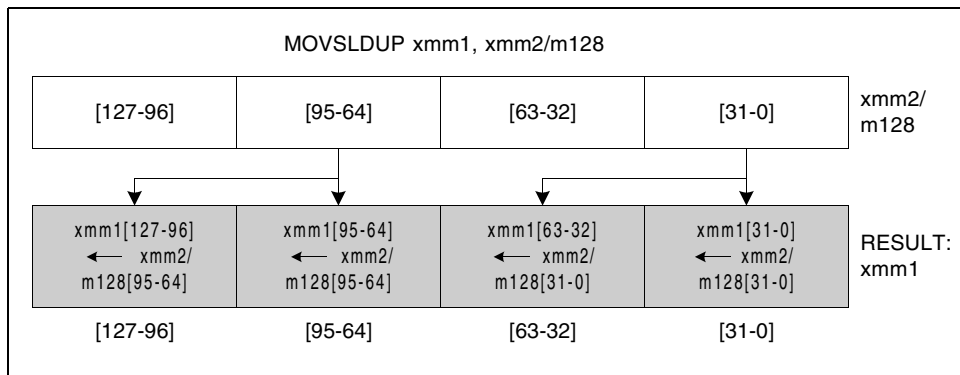 MOVSLDUP xmm1, xmm2/m128
[127-96] [95-64] [63-32] [31-0] xmm2/
m128
xmm1[127-96] xmm1[95-64] xmm1[63-32] xmm1[31-0]
← xmm2/ ← xmm2/ ← xmm2/ ← xmm2/
m128[95-64] m128[95-64] m128[31-0] m128[31-0]
RESULT:
xmm1
[127-96] [95-64] [63-32] [31-0]